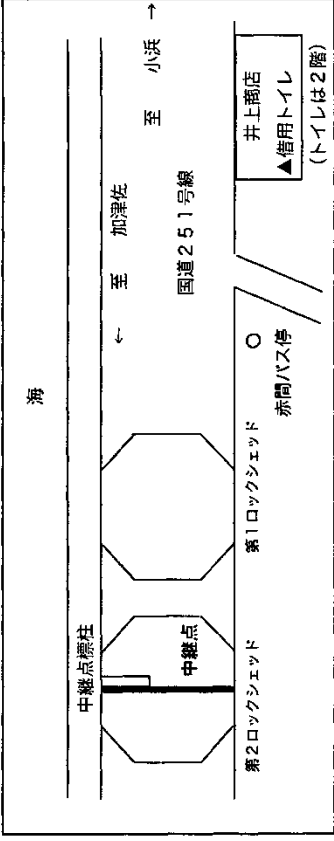 海
中継点標柱
← 至 加津佐
至 小浜 →
国道251号線
中継点
第2ロックシェッド
第1ロックシェッド
赤間バス停
井上商店
▲借用トイレ
(トイレは2階)